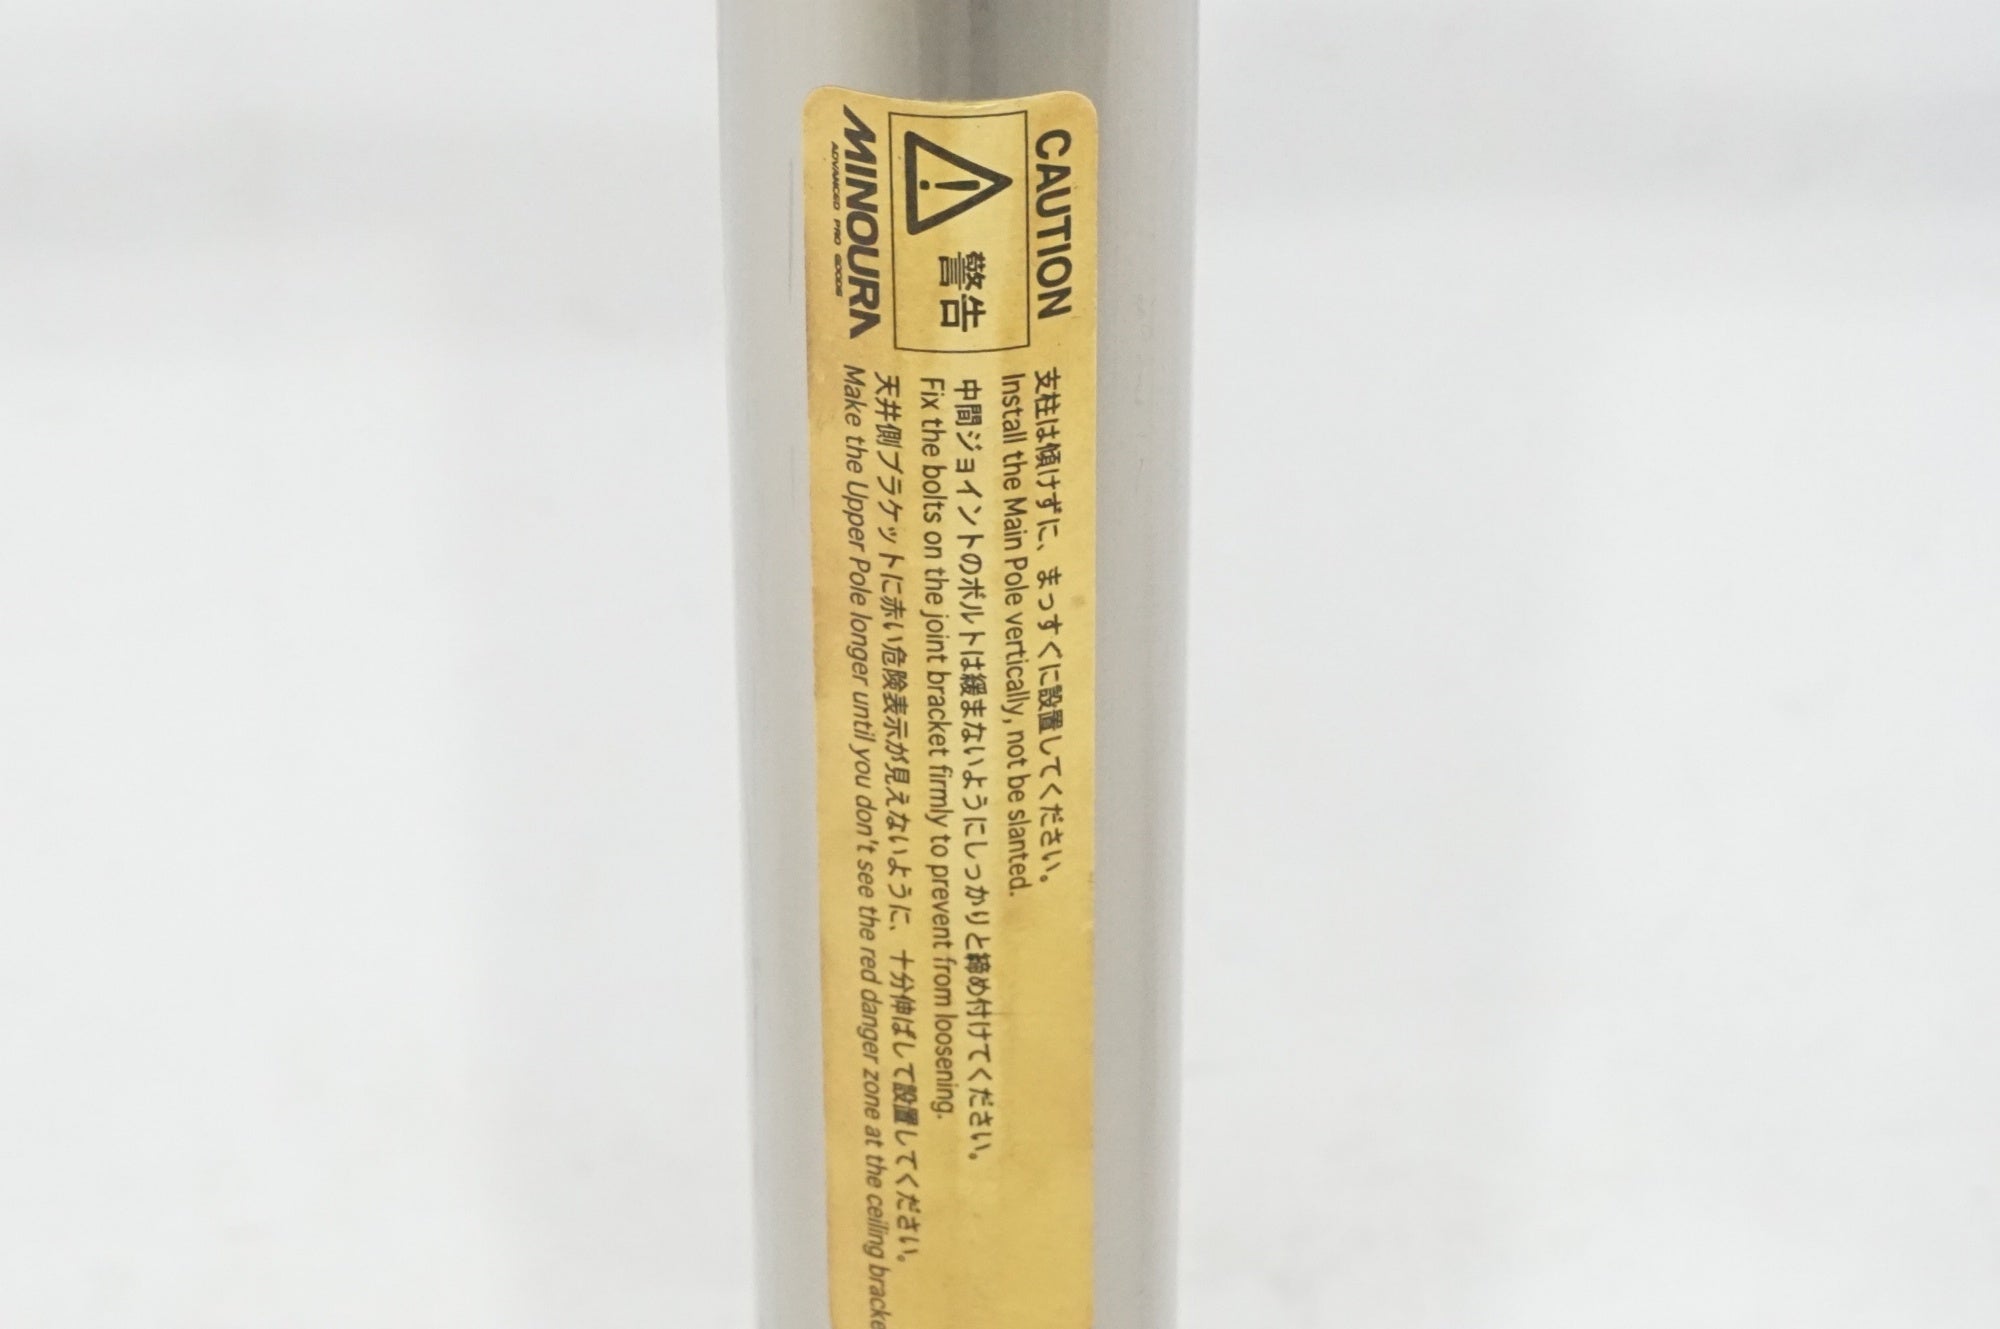 CAUTION
警告
MINOURA
ADVANCED PRO GOODS
支柱は傾けずに、まっすぐに設置してください。
Install the Main Pole vertically, not be slanted.
中間ジョイントのボルトは緩まないようにしっかりと締め付けてください。
Fix the bolts on the joint bracket firmly to prevent from loosening.
天井側ブラケットに赤い危険表示が見えないように、十分伸ばして設置してください。
Make the Upper Pole longer until you don't see the red danger zone at the ceiling bracke